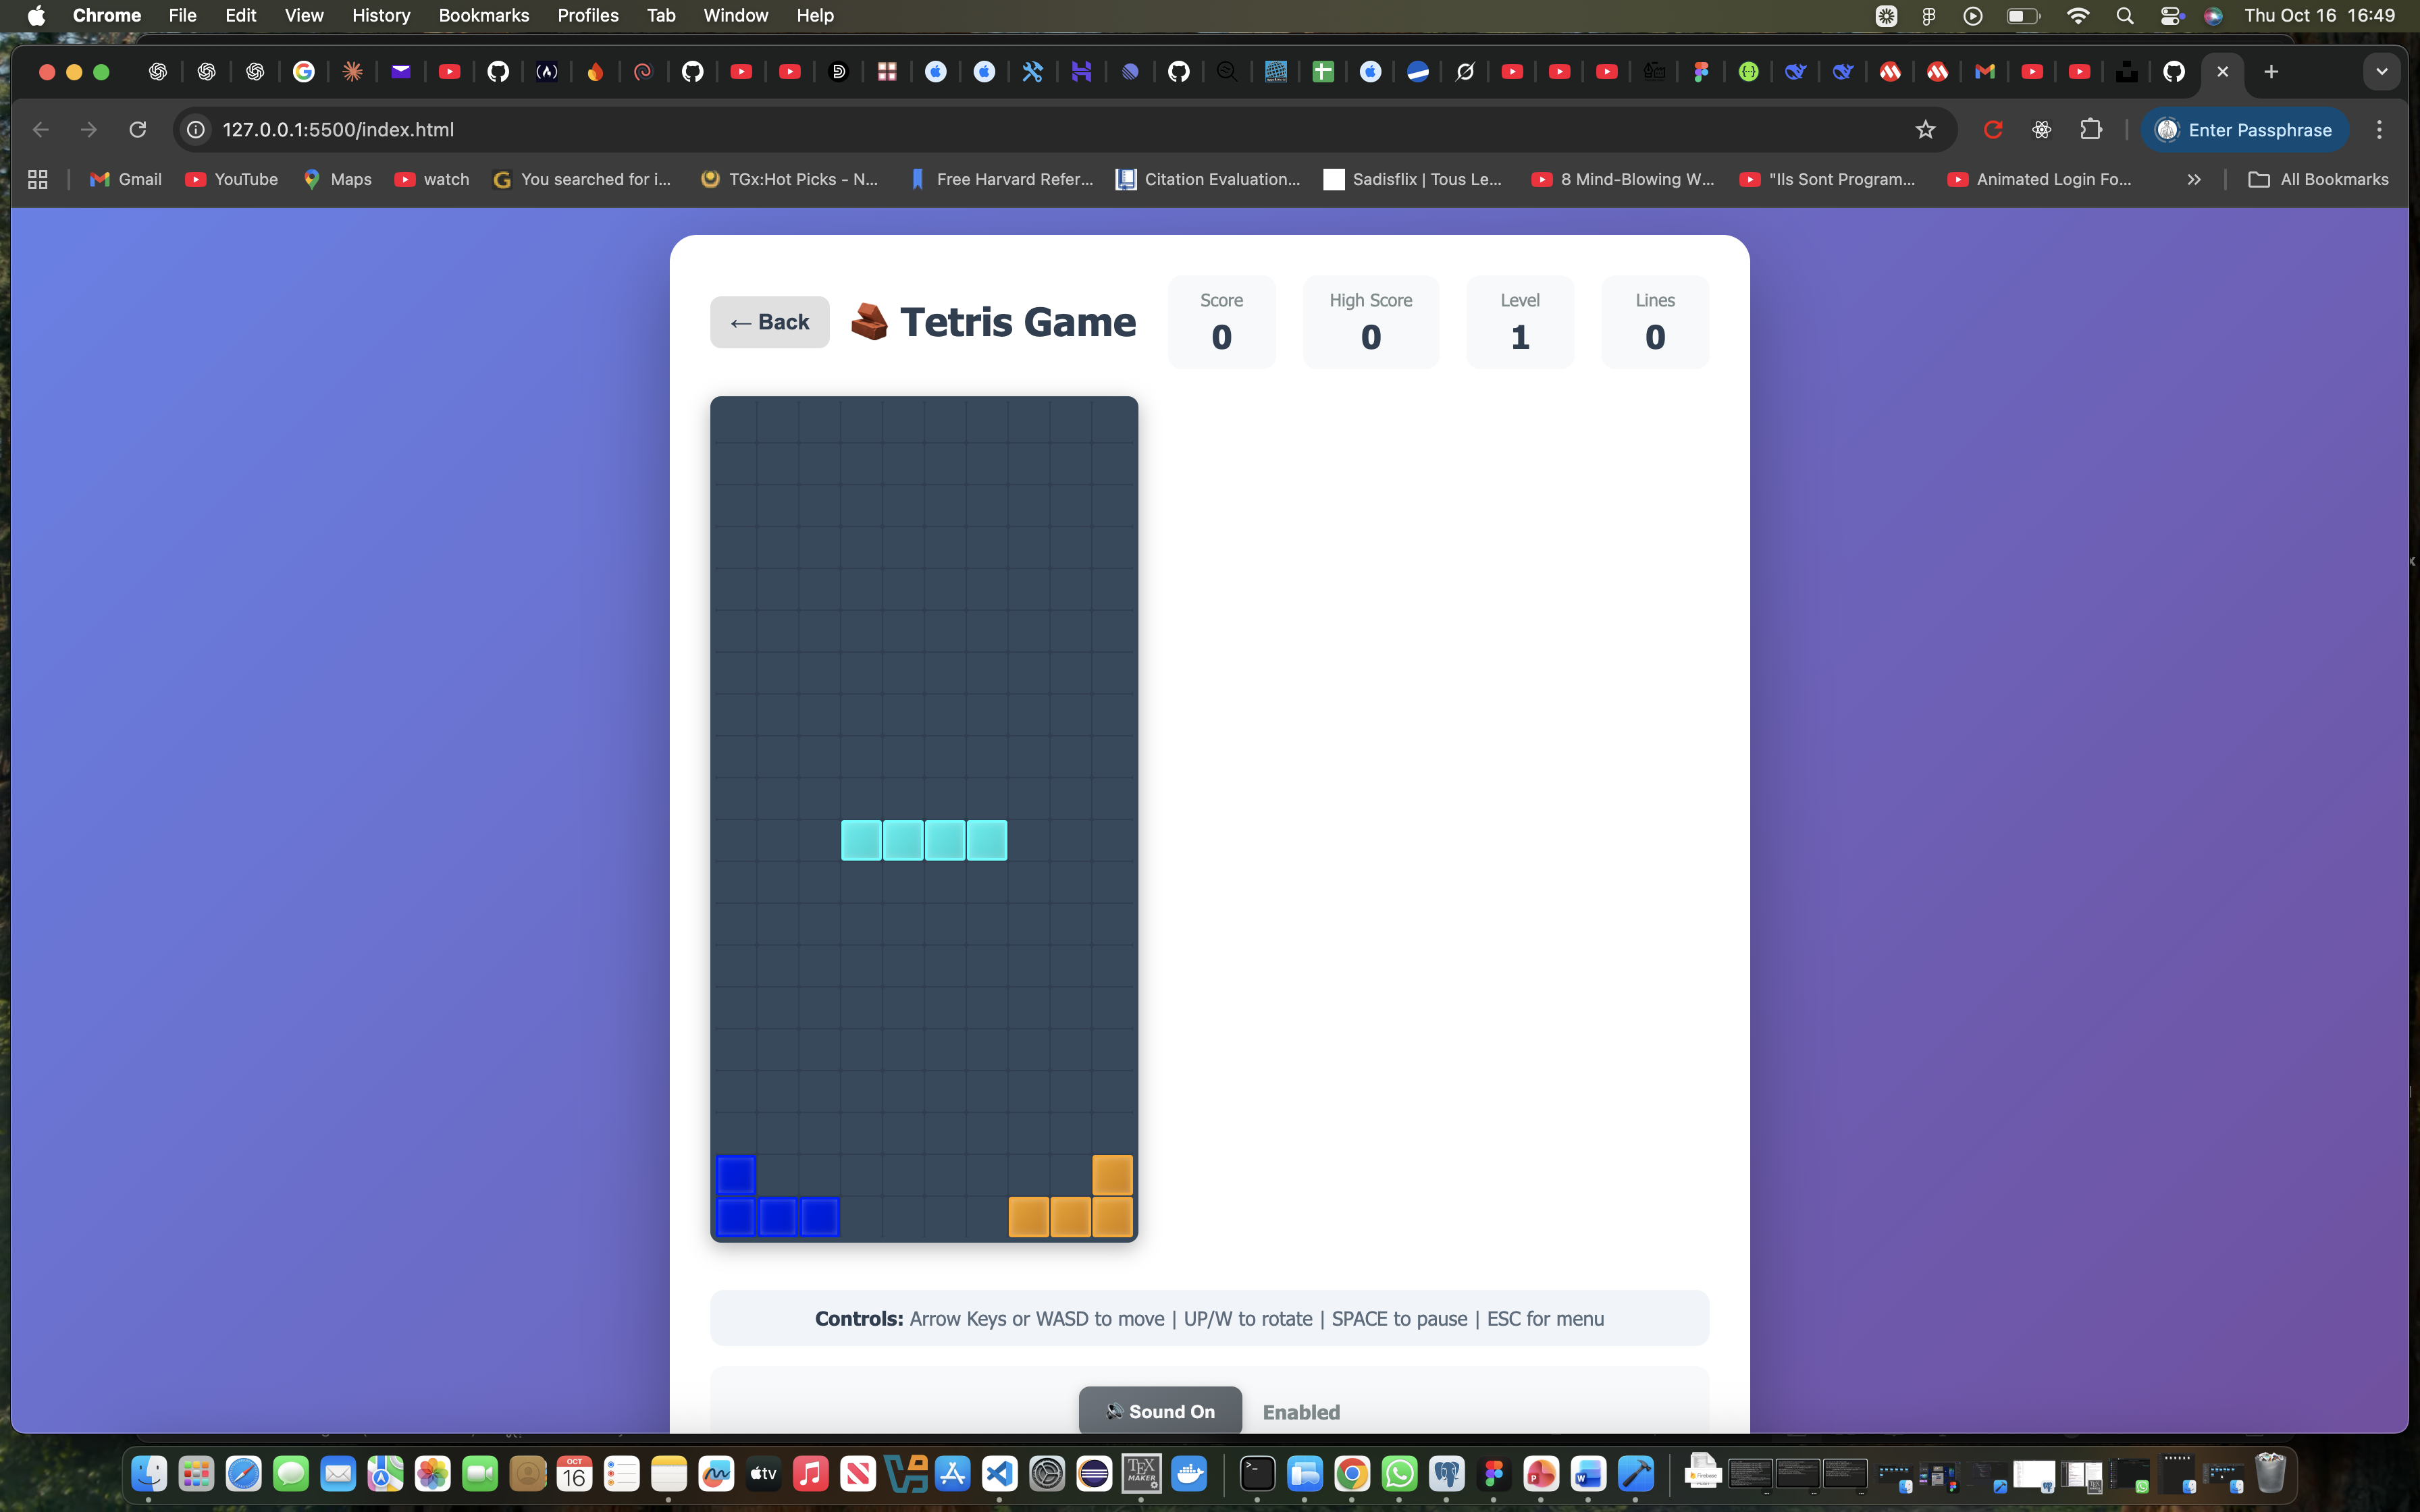 Chrome File Edit View History Bookmarks Profiles Tab Window Help Thu Oct 16 16:49
127.0.0.1:5500/index.html Enter Passphrase
Gmail YouTube Maps watch You searched for i... TGx:Hot Picks - N... Free Harvard Refer... Citation Evaluation... Sadisflix | Tous Le... 8 Mind-Blowing W... "Ils Sont Program... Animated Login Fo... All Bookmarks
← Back Tetris Game
Score
0
High Score
0
Level
1
Lines
0
Controls: Arrow Keys or WASD to move | UP/W to rotate | SPACE to pause | ESC for menu
Sound On Enabled
OCT
16
tv
TEX
MAKER